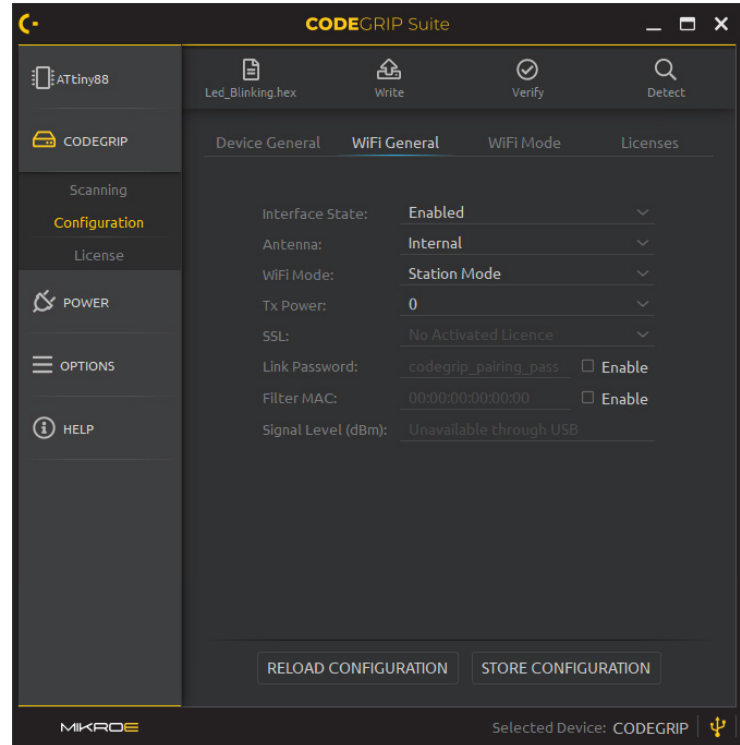 CODEGRIP Suite
ATtiny88
Led_Blinking.hex
Write
Verify
Detect
CODEGRIP
Scanning
Configuration
License
POWER
OPTIONS
HELP
Device General
WiFi General
WiFi Mode
Licenses
Interface State: Enabled
Antenna: Internal
WiFi Mode: Station Mode
Tx Power: 0
SSL: No Activated Licence
Link Password: codegrip_pairing_pass Enable
Filter MAC: 00:00:00:00:00:00 Enable
Signal Level (dBm): Unavailable through USB
RELOAD CONFIGURATION
STORE CONFIGURATION
MIKROE
Selected Device: CODEGRIP